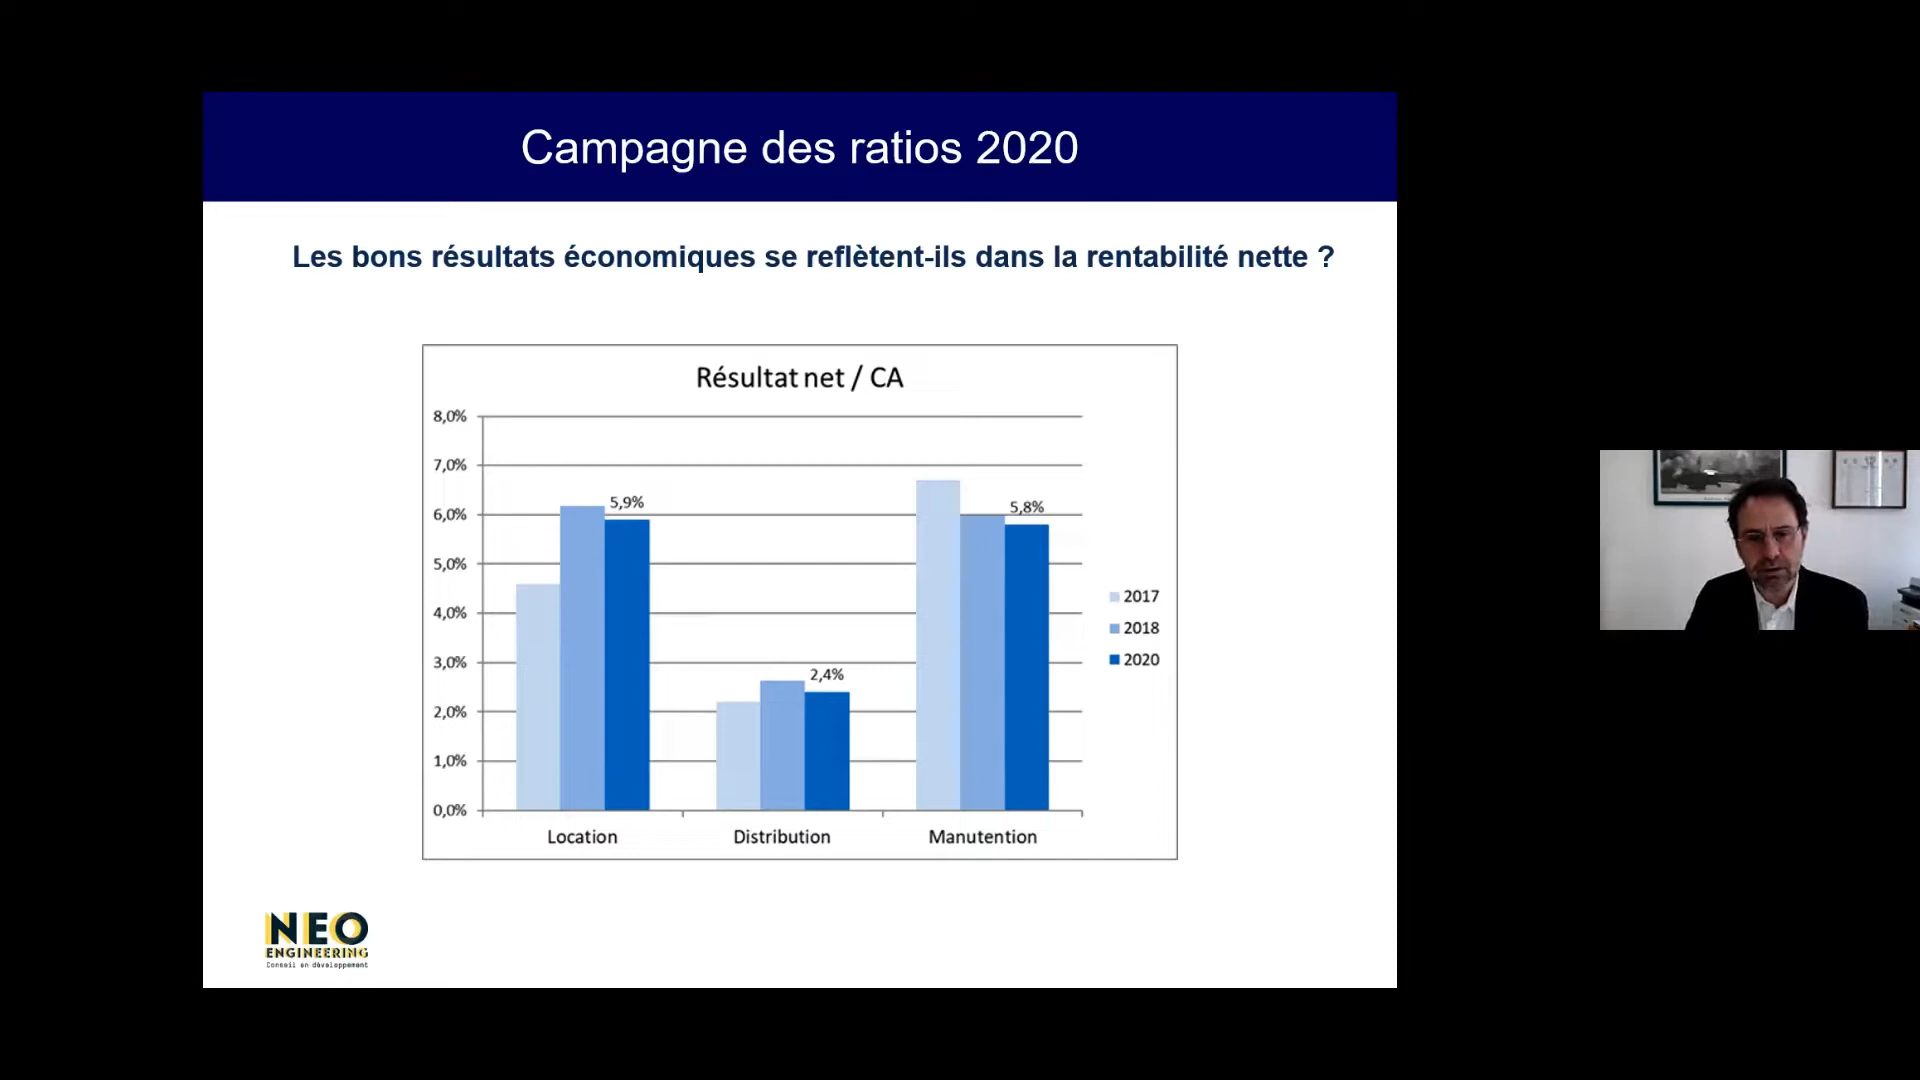 Campagne des ratios 2020
Les bons résultats économiques se reflètent-ils dans la rentabilité nette ?
Résultat net / CA
8,0%
7,0%
6,0%
5,0%
4,0%
3,0%
2,0%
1,0%
0,0%
5,9%
2,4%
5,8%
Location
Distribution
Manutention
2017
2018
2020
NEO
ENGINEERING
Conseil en développement